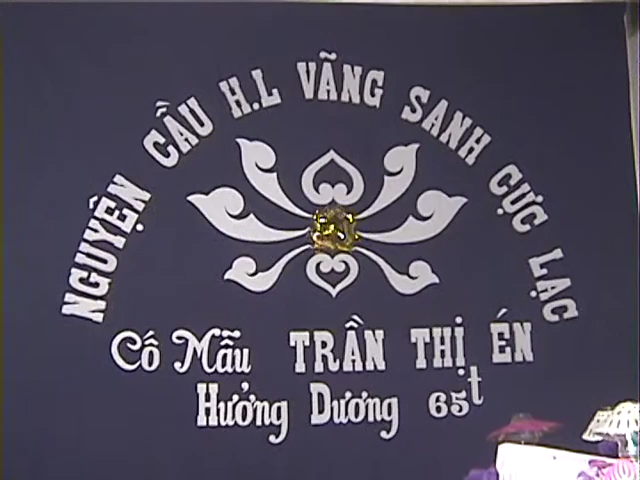 NGUYỆN CẦU H.L VÃNG SANH CỰC LẠC
Cố Mẫu TRẦN THỊ ÉN
Hưởng Dương 65t